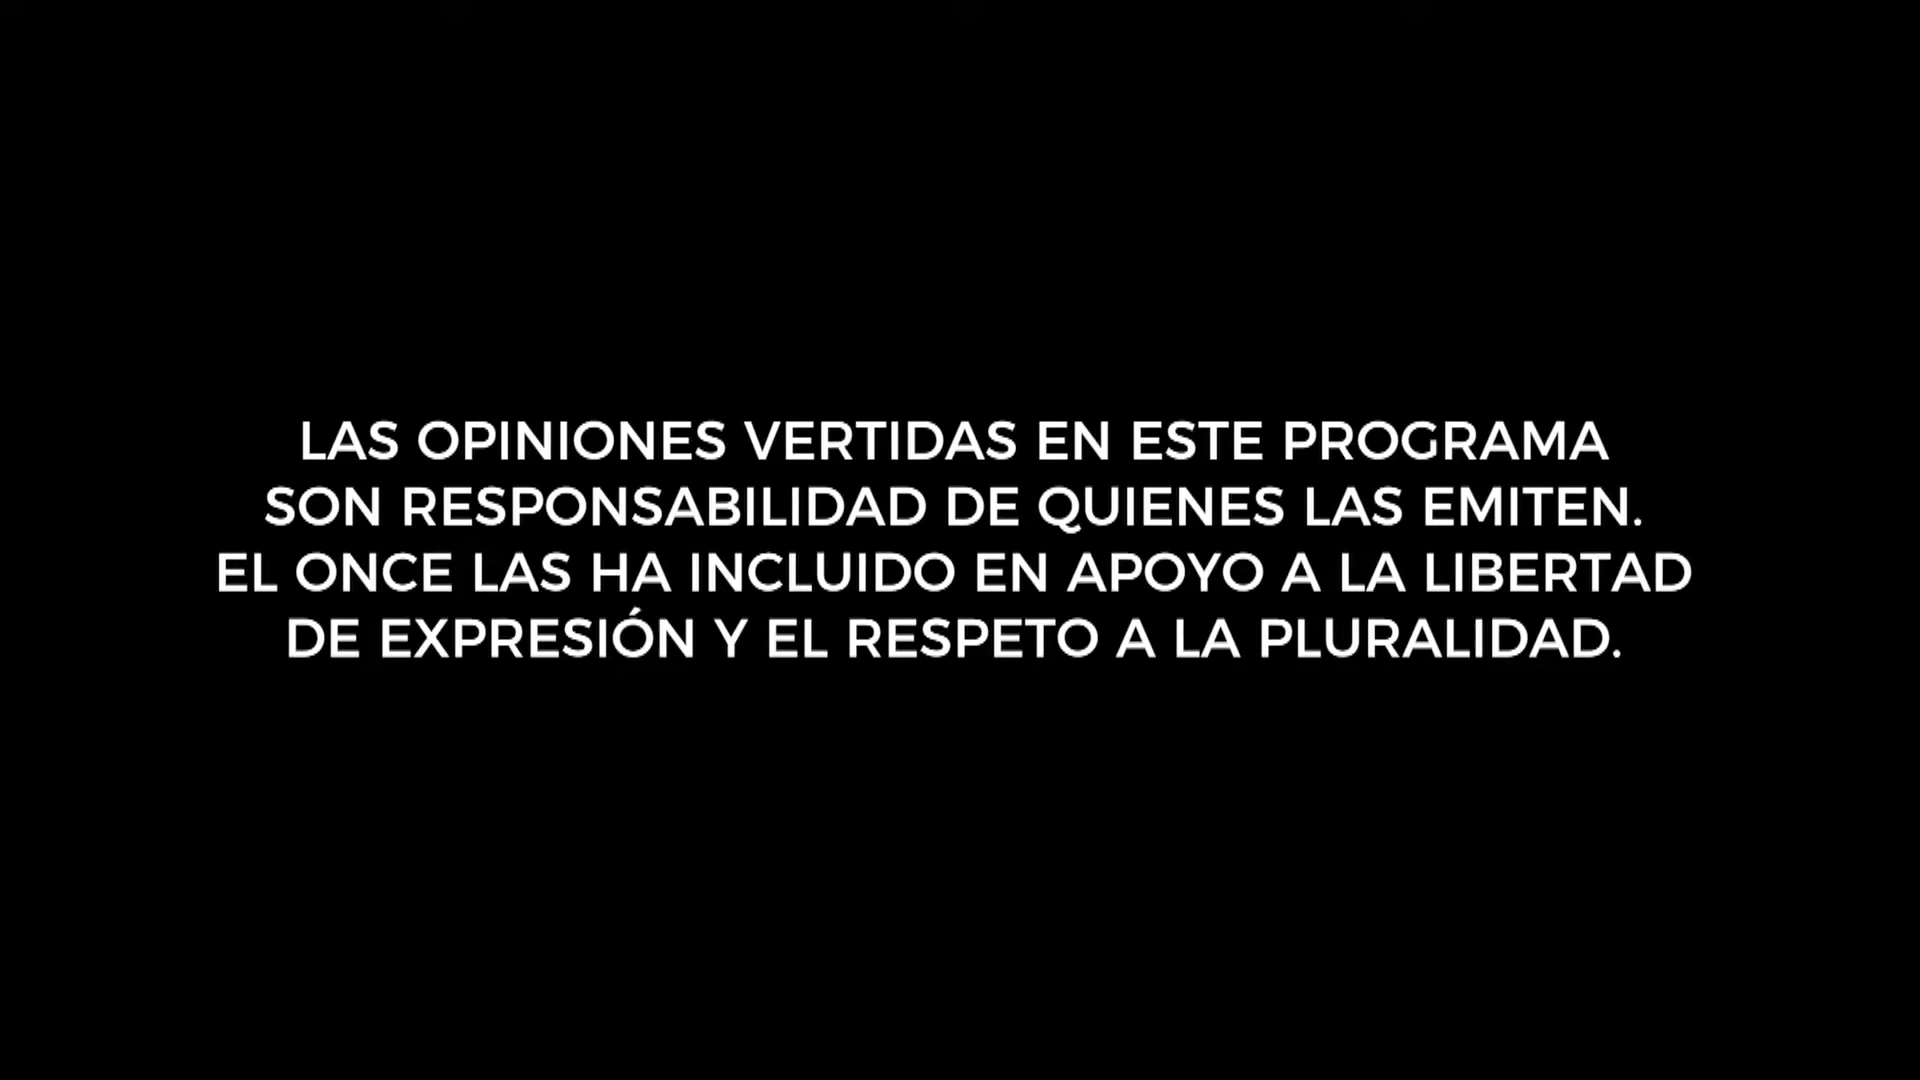 LAS OPINIONES VERTIDAS EN ESTE PROGRAMA
SON RESPONSABILIDAD DE QUIENES LAS EMITEN.
EL ONCE LAS HA INCLUIDO EN APOYO A LA LIBERTAD
DE EXPRESIÓN Y EL RESPETO A LA PLURALIDAD.